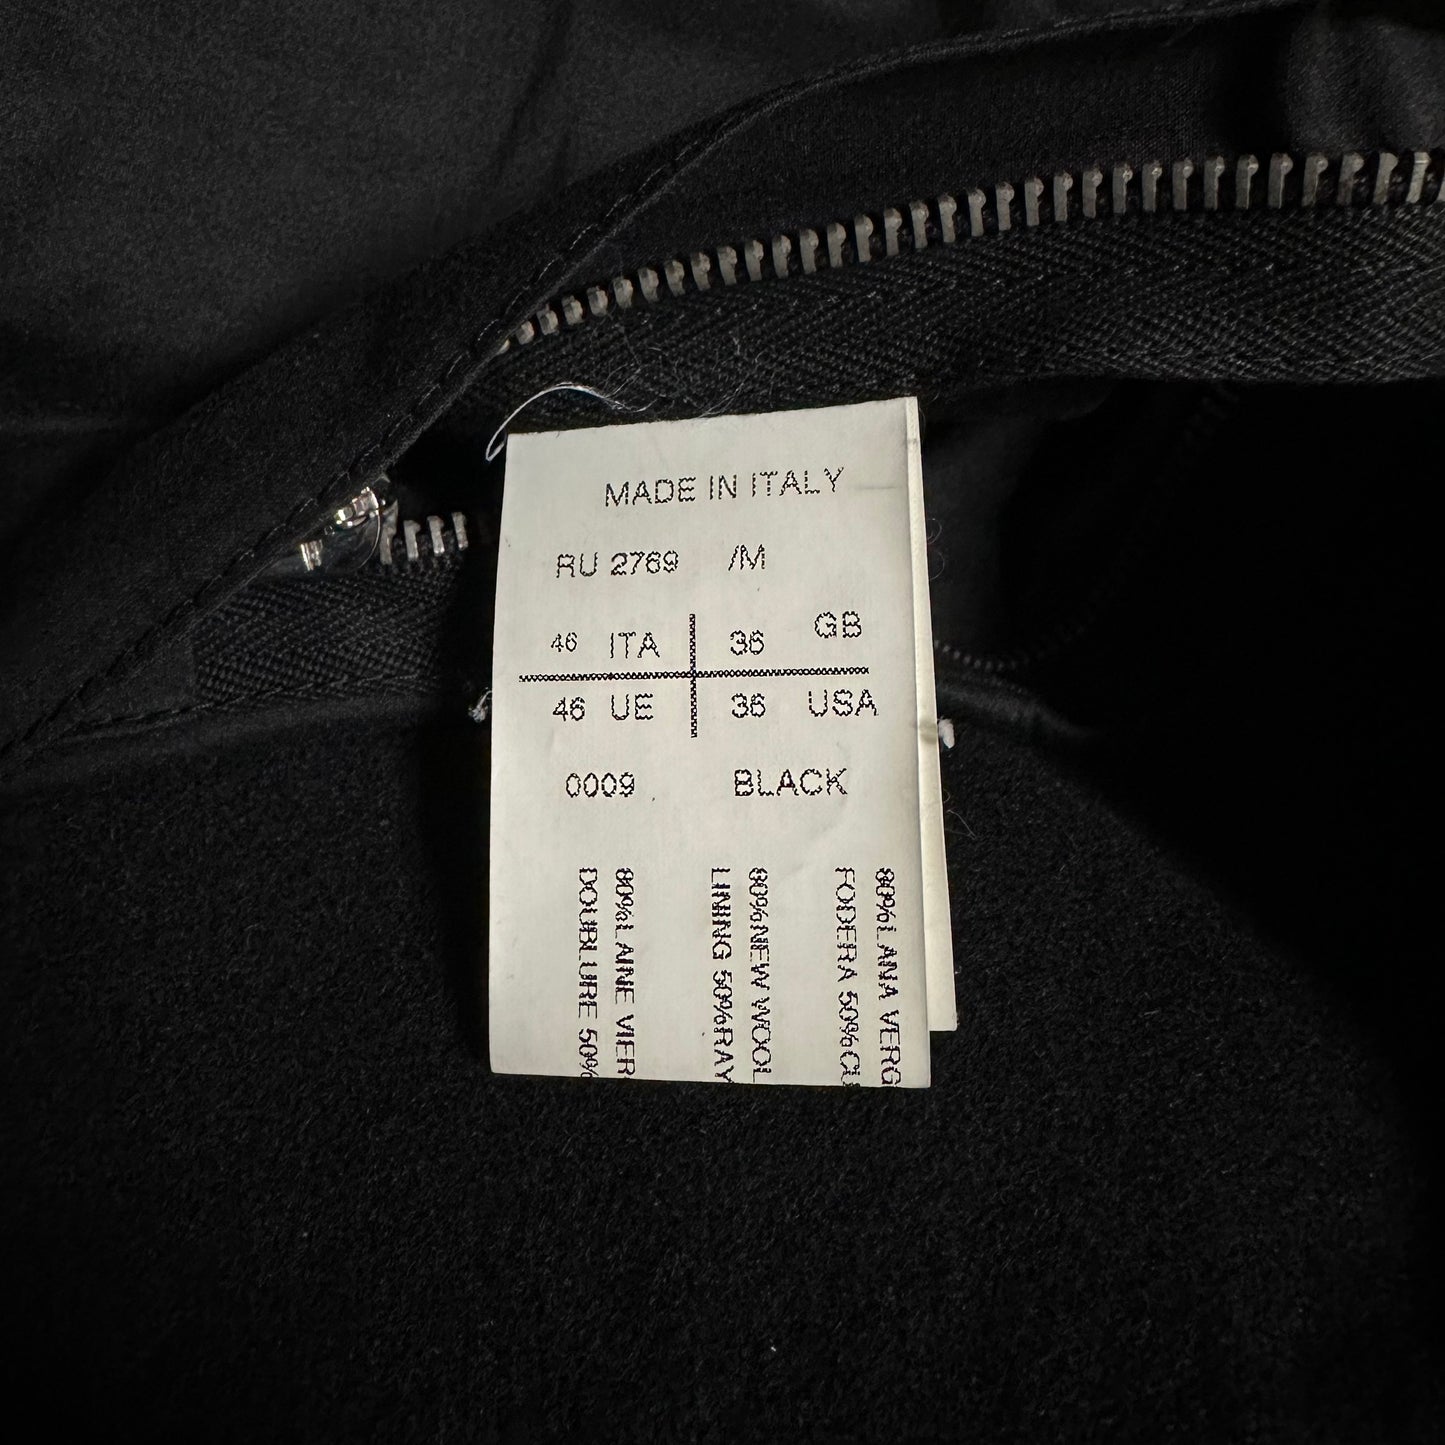 MADE IN ITALY
RU 2769 /M
46 ITA 36 GB
46 UE 36 USA
0009 BLACK
80%LANA VERG
FODERA 50%CU
80%NEW WOOL
LINING 50%RAY
80%LAINE VIER
DOUBLURE 50%